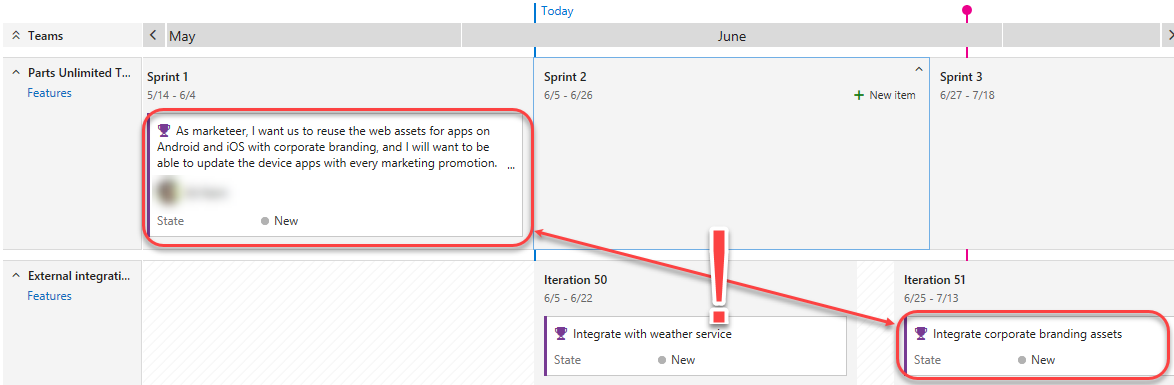 Today
Teams
May
June
Parts Unlimited T...
Features
Sprint 1
5/14 - 6/4
Sprint 2
6/5 - 6/26
+ New item
Sprint 3
6/27 - 7/18
As marketeer, I want us to reuse the web assets for apps on
Android and iOS with corporate branding, and I will want to be
able to update the device apps with every marketing promotion.
...
State
New
!
External integrati...
Features
Iteration 50
6/5 - 6/22
Iteration 51
6/25 - 7/13
Integrate with weather service
State
New
Integrate corporate branding assets
State
New